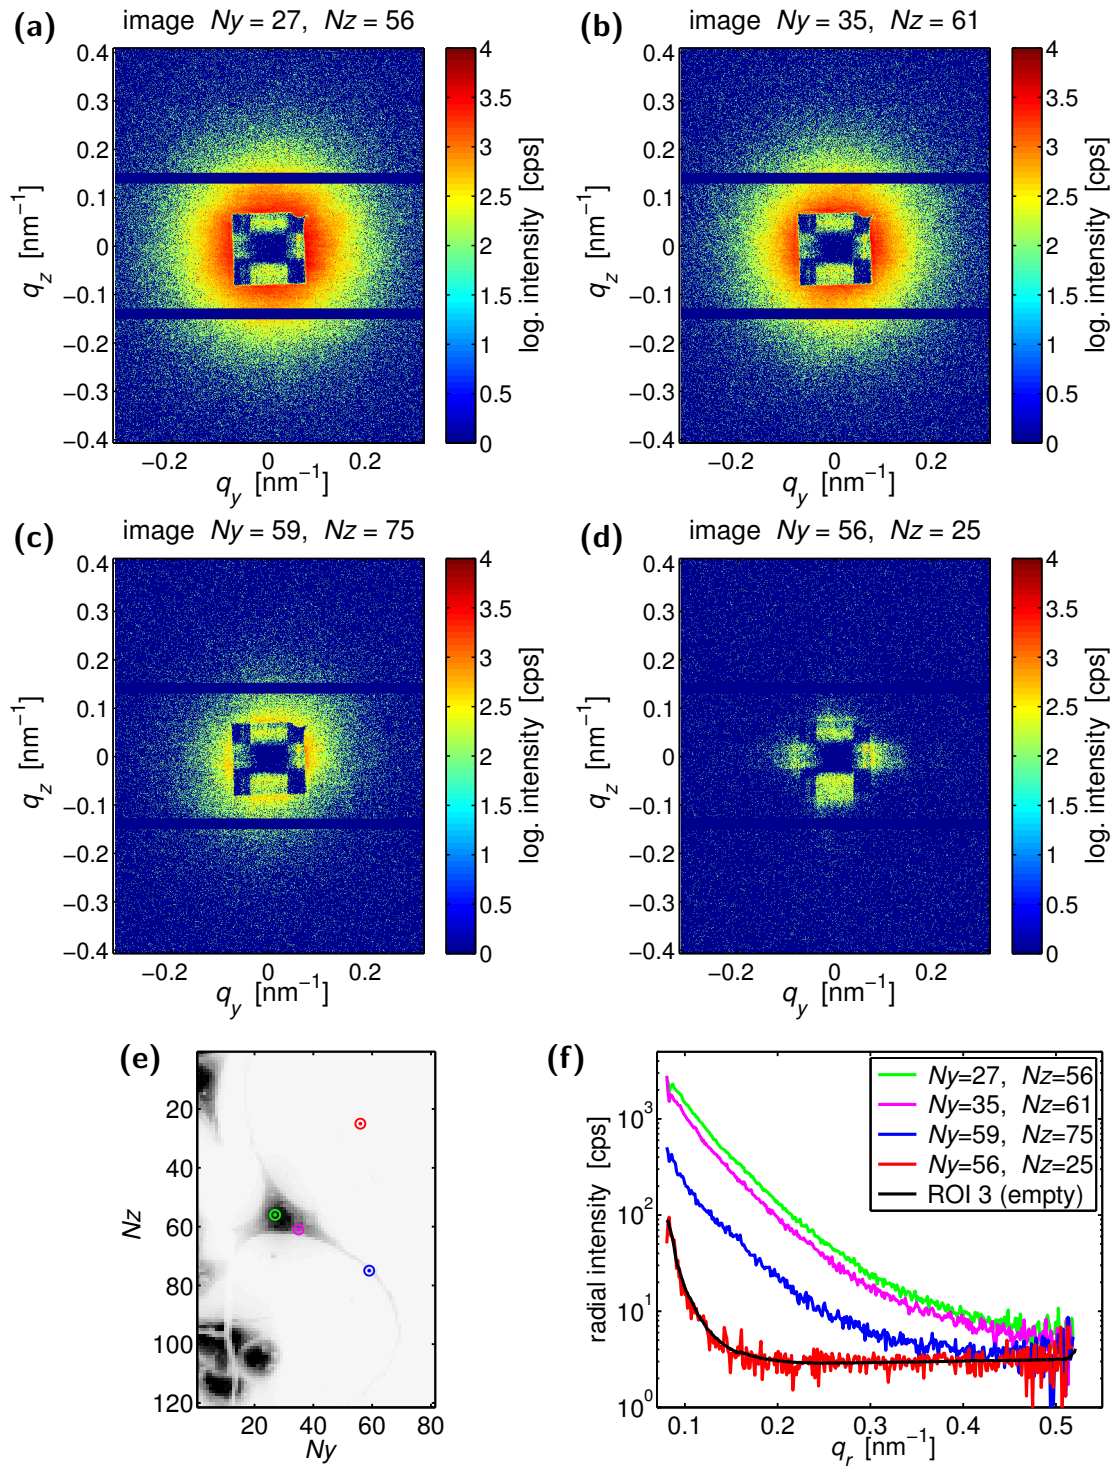 (a) image Ny = 27, Nz = 56
0.4
0.3
0.2
0.1
0
−0.1
−0.2
−0.3
−0.4
q_z [nm⁻¹]
−0.2 0 0.2
q_y [nm⁻¹]
4
3.5
3
2.5
2
1.5
1
0.5
0
log. intensity [cps]
(b) image Ny = 35, Nz = 61
0.4
0.3
0.2
0.1
0
−0.1
−0.2
−0.3
−0.4
q_z [nm⁻¹]
−0.2 0 0.2
q_y [nm⁻¹]
4
3.5
3
2.5
2
1.5
1
0.5
0
log. intensity [cps]
(c) image Ny = 59, Nz = 75
0.4
0.3
0.2
0.1
0
−0.1
−0.2
−0.3
−0.4
q_z [nm⁻¹]
−0.2 0 0.2
q_y [nm⁻¹]
4
3.5
3
2.5
2
1.5
1
0.5
0
log. intensity [cps]
(d) image Ny = 56, Nz = 25
0.4
0.3
0.2
0.1
0
−0.1
−0.2
−0.3
−0.4
q_z [nm⁻¹]
−0.2 0 0.2
q_y [nm⁻¹]
4
3.5
3
2.5
2
1.5
1
0.5
0
log. intensity [cps]
(e)
20
40
60
80
100
120
Nz
20 40 60 80
Ny
(f)
10³
10²
10¹
10⁰
radial intensity [cps]
Ny=27, Nz=56
Ny=35, Nz=61
Ny=59, Nz=75
Ny=56, Nz=25
ROI 3 (empty)
0.1 0.2 0.3 0.4 0.5
q_r [nm⁻¹]